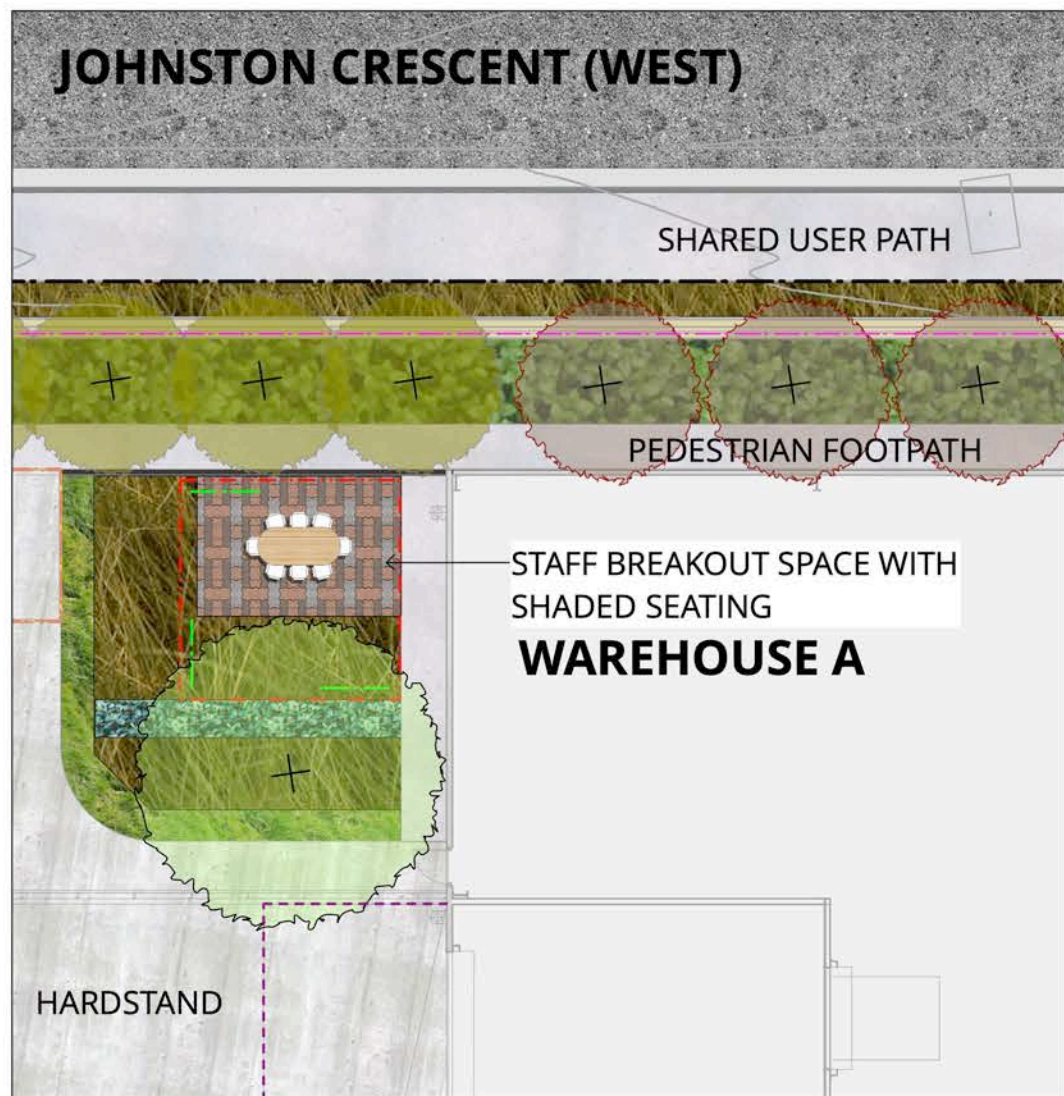 JOHNSTON CRESCENT (WEST)
SHARED USER PATH
PEDESTRIAN FOOTPATH
STAFF BREAKOUT SPACE WITH
SHADED SEATING
WAREHOUSE A
HARDSTAND